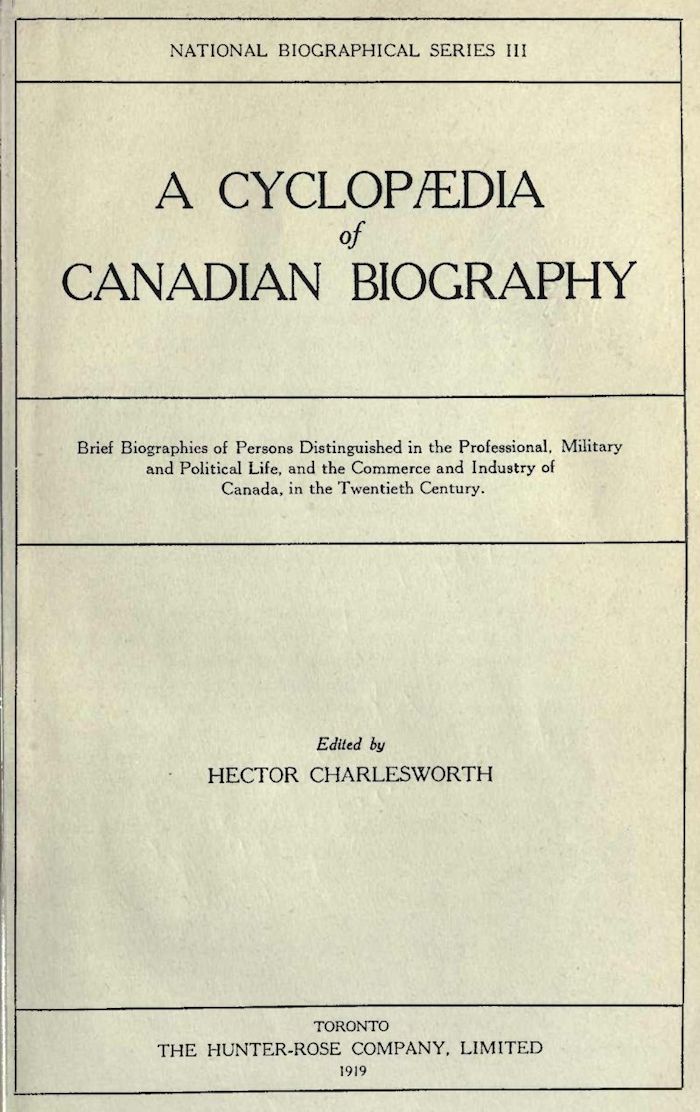 NATIONAL BIOGRAPHICAL SERIES III
A CYCLOPÆDIA
of
CANADIAN BIOGRAPHY
Brief Biographies of Persons Distinguished in the Professional, Military
and Political Life, and the Commerce and Industry of
Canada, in the Twentieth Century.
Edited by
HECTOR CHARLESWORTH
TORONTO
THE HUNTER-ROSE COMPANY, LIMITED
1919